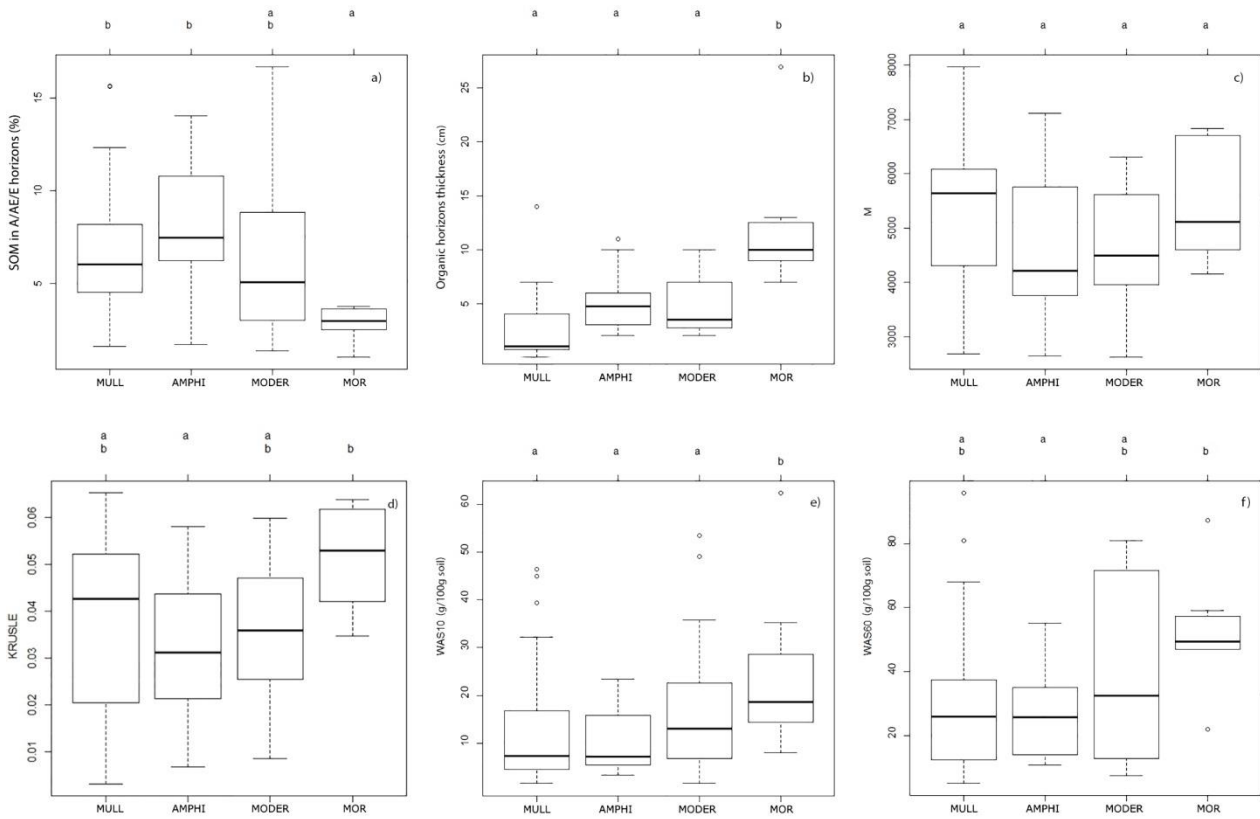 a a
b b b
a)
SOM in A/AE/E horizons (%)
15
10
5
MULL AMPHI MODER MOR
a a a
b
b)
Organic horizons thickness (cm)
25
20
15
10
5
MULL AMPHI MODER MOR
a a a a
c)
M
8000
7000
6000
5000
4000
3000
MULL AMPHI MODER MOR
a a a b
b b
d)
KRUSLE
0.06
0.05
0.04
0.03
0.02
0.01
MULL AMPHI MODER MOR
a a a
b
e)
WAS10 (g/100g soil)
60
50
40
30
20
10
MULL AMPHI MODER MOR
a a a b
b b
f)
WAS60 (g/100g soil)
80
60
40
20
MULL AMPHI MODER MOR